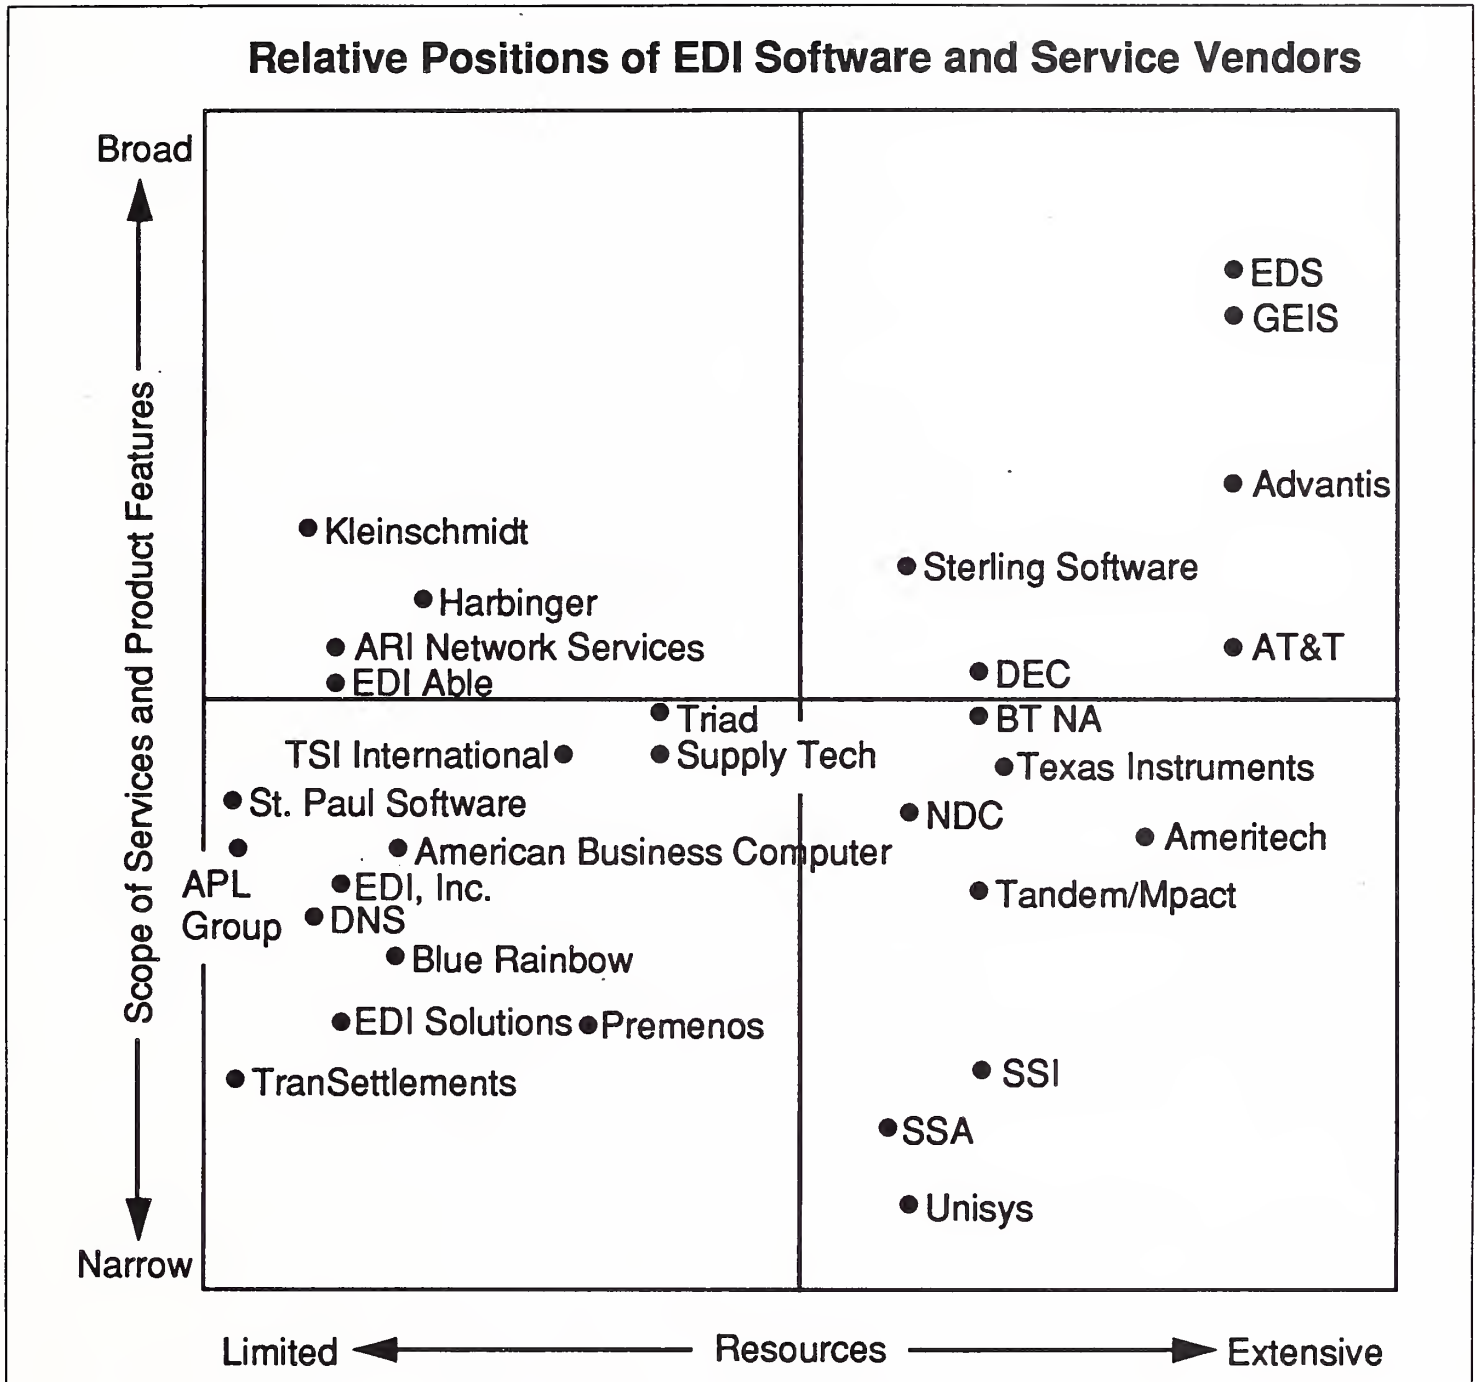 Relative Positions of EDI Software and Service Vendors
Broad
Scope of Services and Product Features
Narrow
EDS
GEIS
Advantis
Kleinschmidt
Sterling Software
Harbinger
ARI Network Services
AT&T
DEC
EDI Able
Triad
BT NA
TSI International
Supply Tech
Texas Instruments
St. Paul Software
NDC
Ameritech
American Business Computer
APL
Group
EDI, Inc.
Tandem/Mpact
DNS
Blue Rainbow
EDI Solutions
Premenos
SSI
TranSettlements
SSA
Unisys
Limited
Resources
Extensive